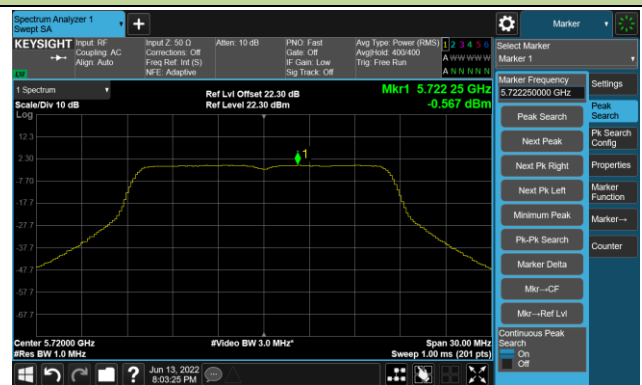 Spectrum Analyzer 1
Swept SA
Marker
KEYSIGHT
Input: RF
Coupling: AC
Align: Auto
Input Z: 50 Ω
Corrections: Off
Freq Ref: Int (S)
NFE: Adaptive
Atten: 10 dB
PNO: Fast
Gate: Off
IF Gain: Low
Sig Track: Off
Avg Type: Power (RMS)
Avg|Hold: 400/400
Trig: Free Run
1 2 3 4 5 6
A W W W W W
A N N N N N
Select Marker
Marker 1
1 Spectrum
Scale/Div 10 dB
Log
Ref Lvl Offset 22.30 dB
Ref Level 22.30 dBm
Mkr1 5.722 25 GHz
-0.567 dBm
12.3
2.30
-7.70
-17.7
-27.7
-37.7
-47.7
-57.7
-67.7
1
Center 5.72000 GHz
#Res BW 1.0 MHz
#Video BW 3.0 MHz*
Span 30.00 MHz
Sweep 1.00 ms (201 pts)
Marker Frequency
5.722250000 GHz
Peak Search
Next Peak
Next Pk Right
Next Pk Left
Minimum Peak
Pk-Pk Search
Marker Delta
Mkr→CF
Mkr→Ref Lvl
Continuous Peak
Search
On
Off
Settings
Peak
Search
Pk Search
Config
Properties
Marker
Function
Marker→
Counter
?
Jun 13, 2022
8:03:25 PM